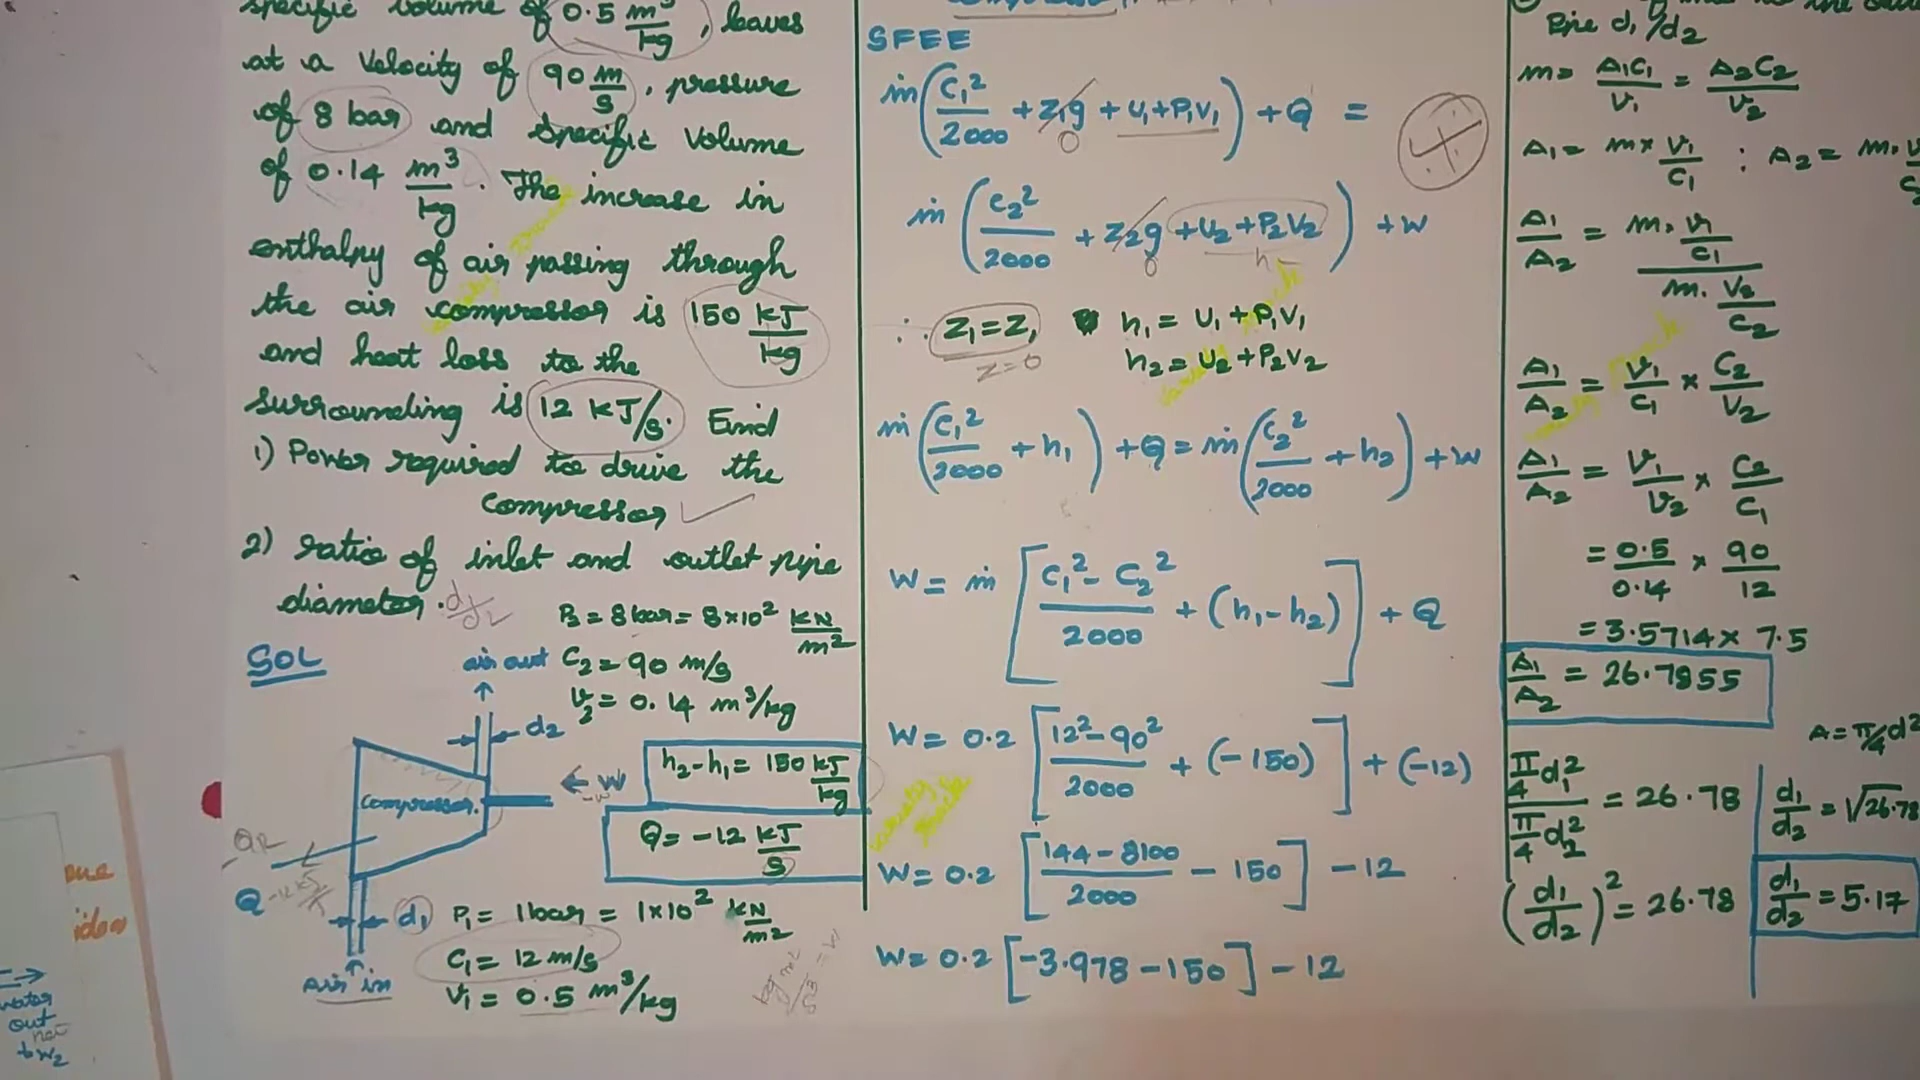 specific volume of 0.5 m³/kg, leaves
at a velocity of 90 m/s, pressure
of 8 bar and specific volume
of 0.14 m³/kg. The increase in
enthalpy of air passing through
the air compressor is 150 kJ/kg
and heat loss to the
surrounding is 12 kJ/s. Find
1) Power required to drive the
compressor
2) ratio of inlet and outlet pipe
diameter. d₁/d₂
SOL
P₂ = 8 bar = 8×10² kN/m²
air out C₂ = 90 m/s
v₂ = 0.14 m³/kg
d₂
h₂-h₁ = 150 kJ/kg
← W
-w
compressor.
Q = -12 kJ/s
Q
d₁ P₁ = 1 bar = 1×10² kN/m²
C₁ = 12 m/s
Air in v₁ = 0.5 m³/kg
SFEE
ṁ(C₁²/2000 + Z₁g + u₁+P₁V₁) + Q =
0
ṁ(C₂²/2000 + Z₂g + u₂+P₂V₂) + W
0 h
∴ Z₁=Z, h₁ = U₁+P₁V₁
Z=0 h₂ = U₂+P₂V₂
ṁ(C₁²/2000 + h₁) + Q = ṁ(C₂²/2000 + h₂) + W
W = ṁ [C₁²-C₂²/2000 + (h₁-h₂)] + Q
W = 0.2 [12²-90²/2000 + (-150)] + (-12)
W = 0.2 [144-8100/2000 - 150] - 12
W = 0.2 [-3.978-150] - 12
Pipe d₁/d₂
m = A₁C₁/V₁ = A₂C₂/V₂
A₁ = m× V₁/C₁ : A₂ = m.
A₁/A₂ = m. V₁/C₁ / m. V₂/C₂
A₁/A₂ = V₁/C₁ × C₂/V₂
A₁/A₂ = V₁/V₂ × C₂/C₁
= 0.5/0.14 × 90/12
= 3.5714 × 7.5
A₁/A₂ = 26.7855
A = π/4 d²
π/4 d₁² / π/4 d₂² = 26.78
(d₁/d₂)² = 26.78
d₁/d₂ = √26.78
d₁/d₂ = 5.17
water
out